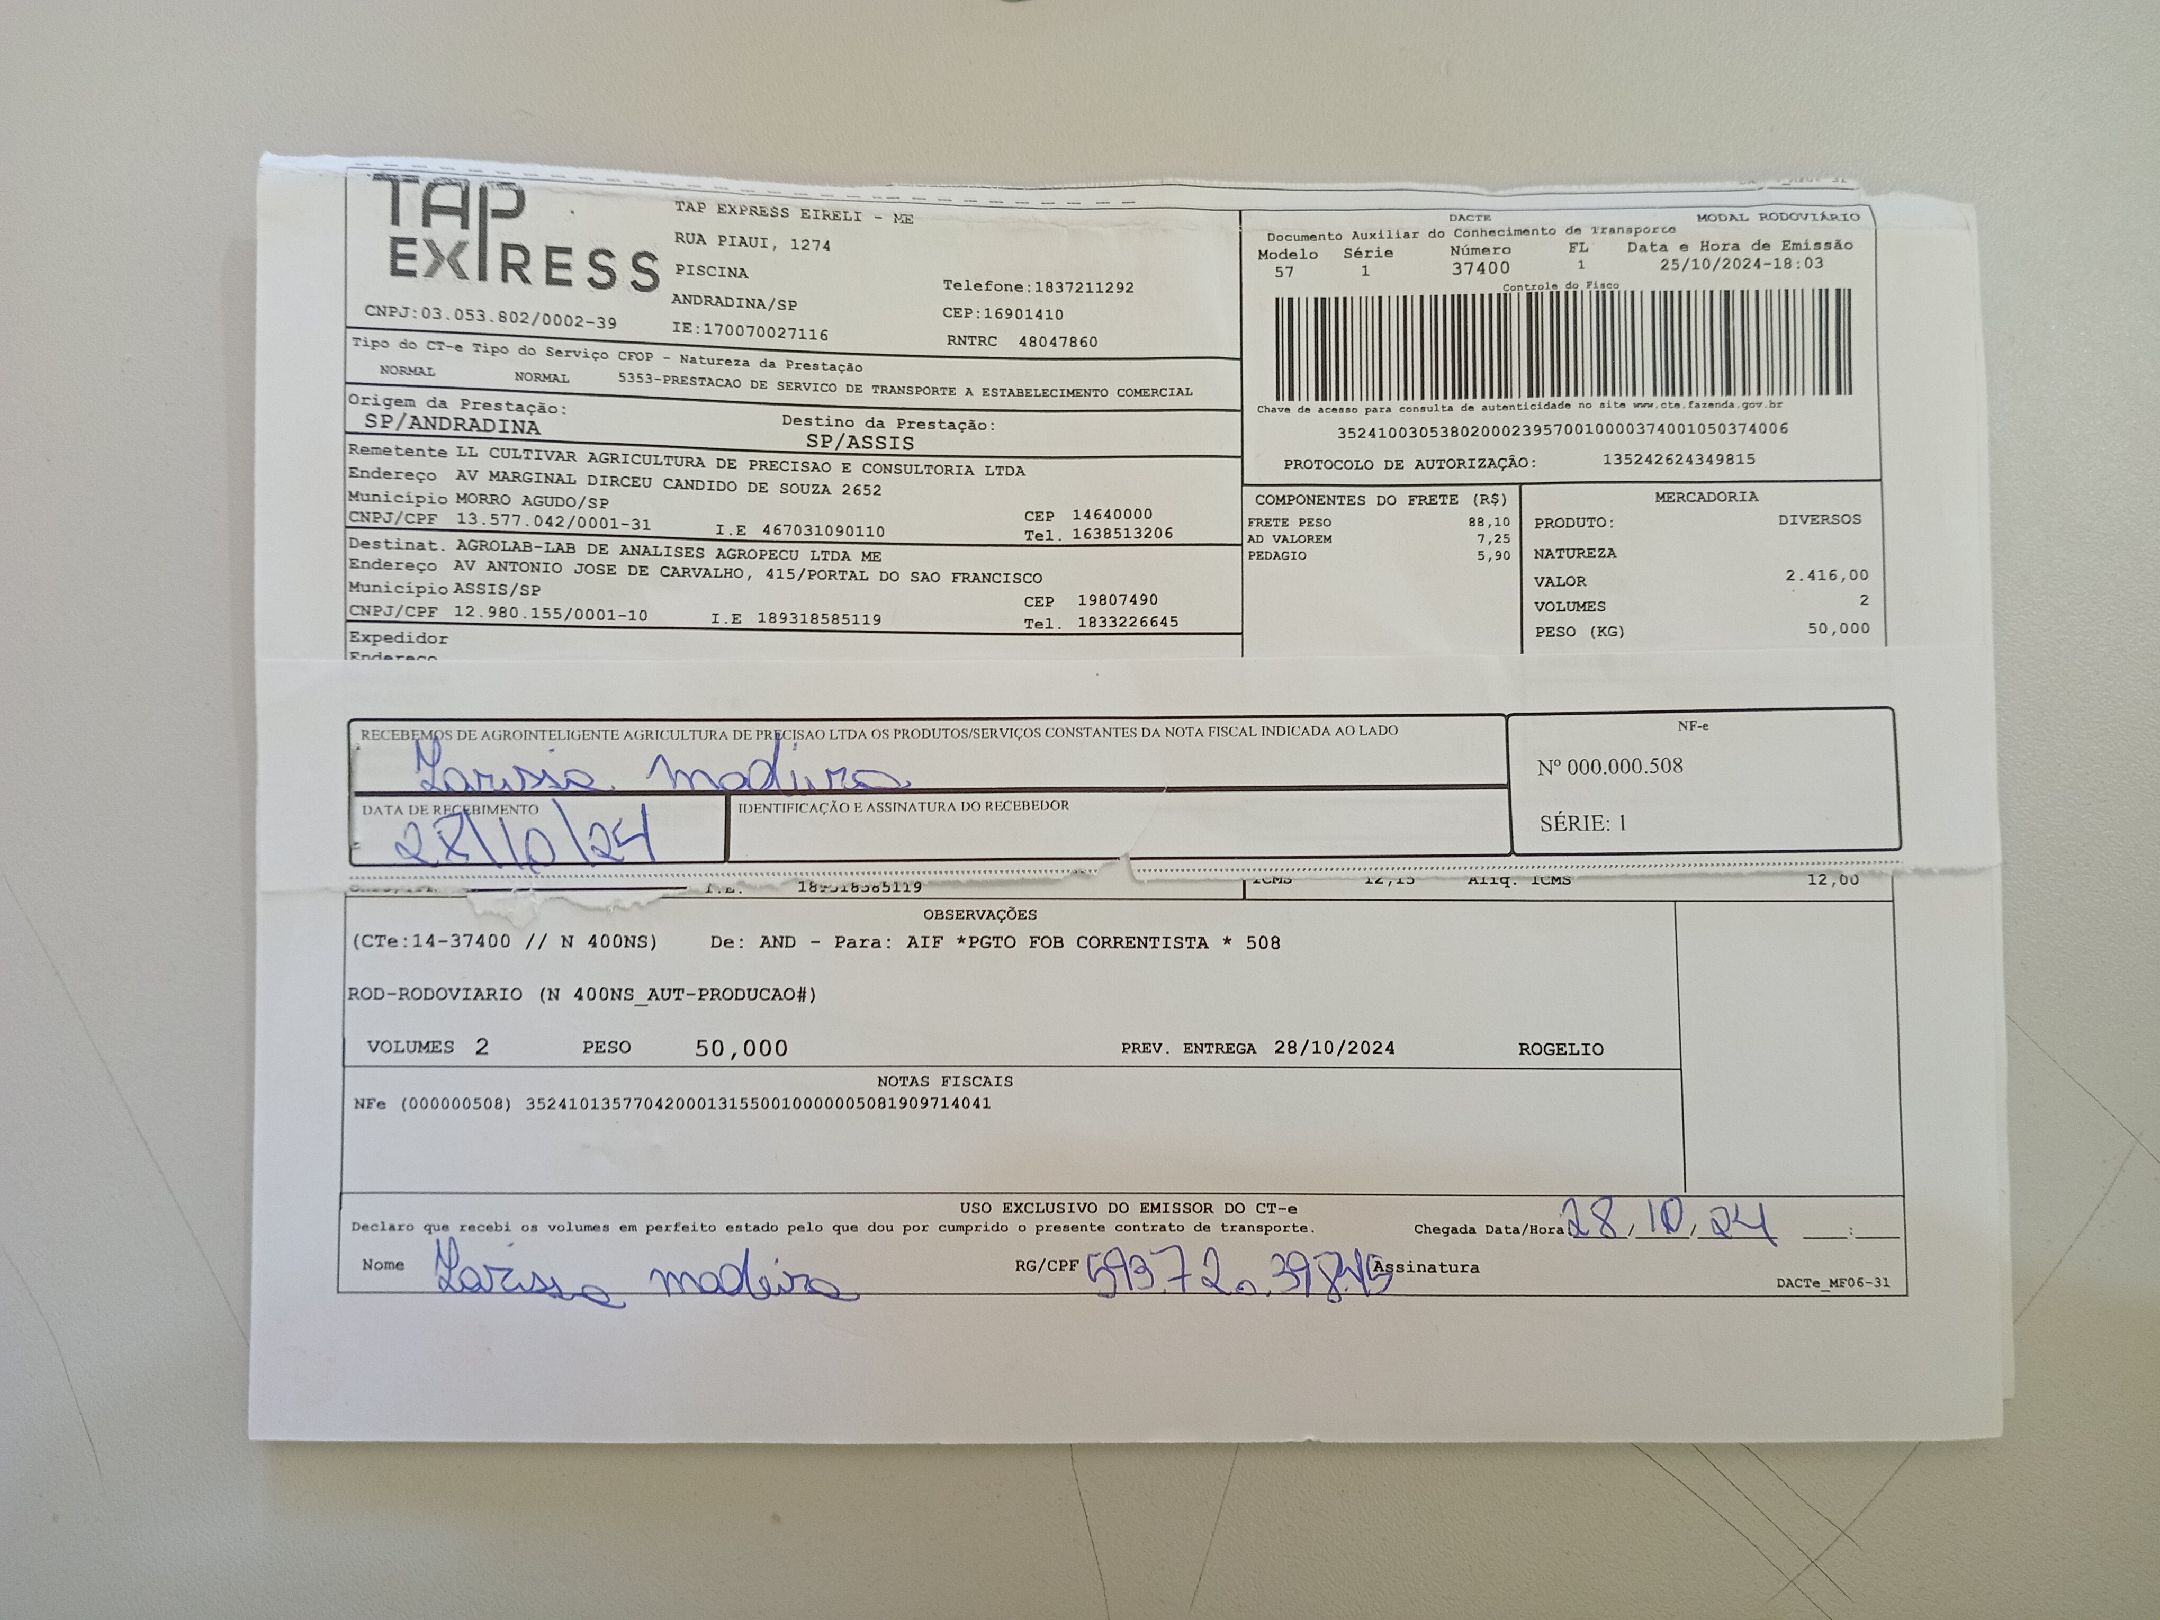 TAP EXPRESS
TAP EXPRESS EIRELI - ME
RUA PIAUI, 1274
PISCINA
ANDRADINA/SP
IE:170070027116
Telefone:1837211292
CEP:16901410
RNTRC 48047860
CNPJ:03.053.802/0002-39
DACTE
MODAL RODOVIÁRIO
Documento Auxiliar do Conhecimento de Transporte
Modelo Série Número FL Data e Hora de Emissão
57 1 37400 1 25/10/2024-18:03
Controle do Fisco
Chave de acesso para consulta de autenticidade no site www.cte.fazenda.gov.br
35241003053802000239570010000374001050374006
PROTOCOLO DE AUTORIZAÇÃO: 135242624349815
Tipo do CT-e Tipo do Serviço CFOP - Natureza da Prestação
NORMAL NORMAL 5353-PRESTACAO DE SERVICO DE TRANSPORTE A ESTABELECIMENTO COMERCIAL
Origem da Prestação: Destino da Prestação:
SP/ANDRADINA SP/ASSIS
Remetente LL CULTIVAR AGRICULTURA DE PRECISAO E CONSULTORIA LTDA
Endereço AV MARGINAL DIRCEU CANDIDO DE SOUZA 2652
Município MORRO AGUDO/SP CEP 14640000
CNPJ/CPF 13.577.042/0001-31 I.E 467031090110 Tel. 1638513206
Destinat. AGROLAB-LAB DE ANALISES AGROPECU LTDA ME
Endereço AV ANTONIO JOSE DE CARVALHO, 415/PORTAL DO SAO FRANCISCO
Município ASSIS/SP CEP 19807490
CNPJ/CPF 12.980.155/0001-10 I.E 189318585119 Tel. 1833226645
Expedidor
Endereço
COMPONENTES DO FRETE (R$)
FRETE PESO 88,10
AD VALOREM 7,25
PEDAGIO 5,90
MERCADORIA
PRODUTO: DIVERSOS
NATUREZA
VALOR 2.416,00
VOLUMES 2
PESO (KG) 50,000
RECEBEMOS DE AGROINTELIGENTE AGRICULTURA DE PRECISAO LTDA OS PRODUTOS/SERVIÇOS CONSTANTES DA NOTA FISCAL INDICADA AO LADO
Larissa madeira
DATA DE RECEBIMENTO
28/10/24
IDENTIFICAÇÃO E ASSINATURA DO RECEBEDOR
NF-e
Nº 000.000.508
SÉRIE: 1
I.E. 189318585119
ICMS 12,15 Aliq. ICMS 12,00
OBSERVAÇÕES
(CTe:14-37400 // N 400NS) De: AND - Para: AIF *PGTO FOB CORRENTISTA * 508
ROD-RODOVIARIO (N 400NS_AUT-PRODUCAO#)
VOLUMES 2 PESO 50,000 PREV. ENTREGA 28/10/2024 ROGELIO
NOTAS FISCAIS
NFe (000000508) 35241013577042000131550010000005081909714041
USO EXCLUSIVO DO EMISSOR DO CT-e
Declaro que recebi os volumes em perfeito estado pelo que dou por cumprido o presente contrato de transporte. Chegada Data/Hora 28/10/24 :
Nome Larissa madeira RG/CPF Assinatura
DACTe_MF06-31